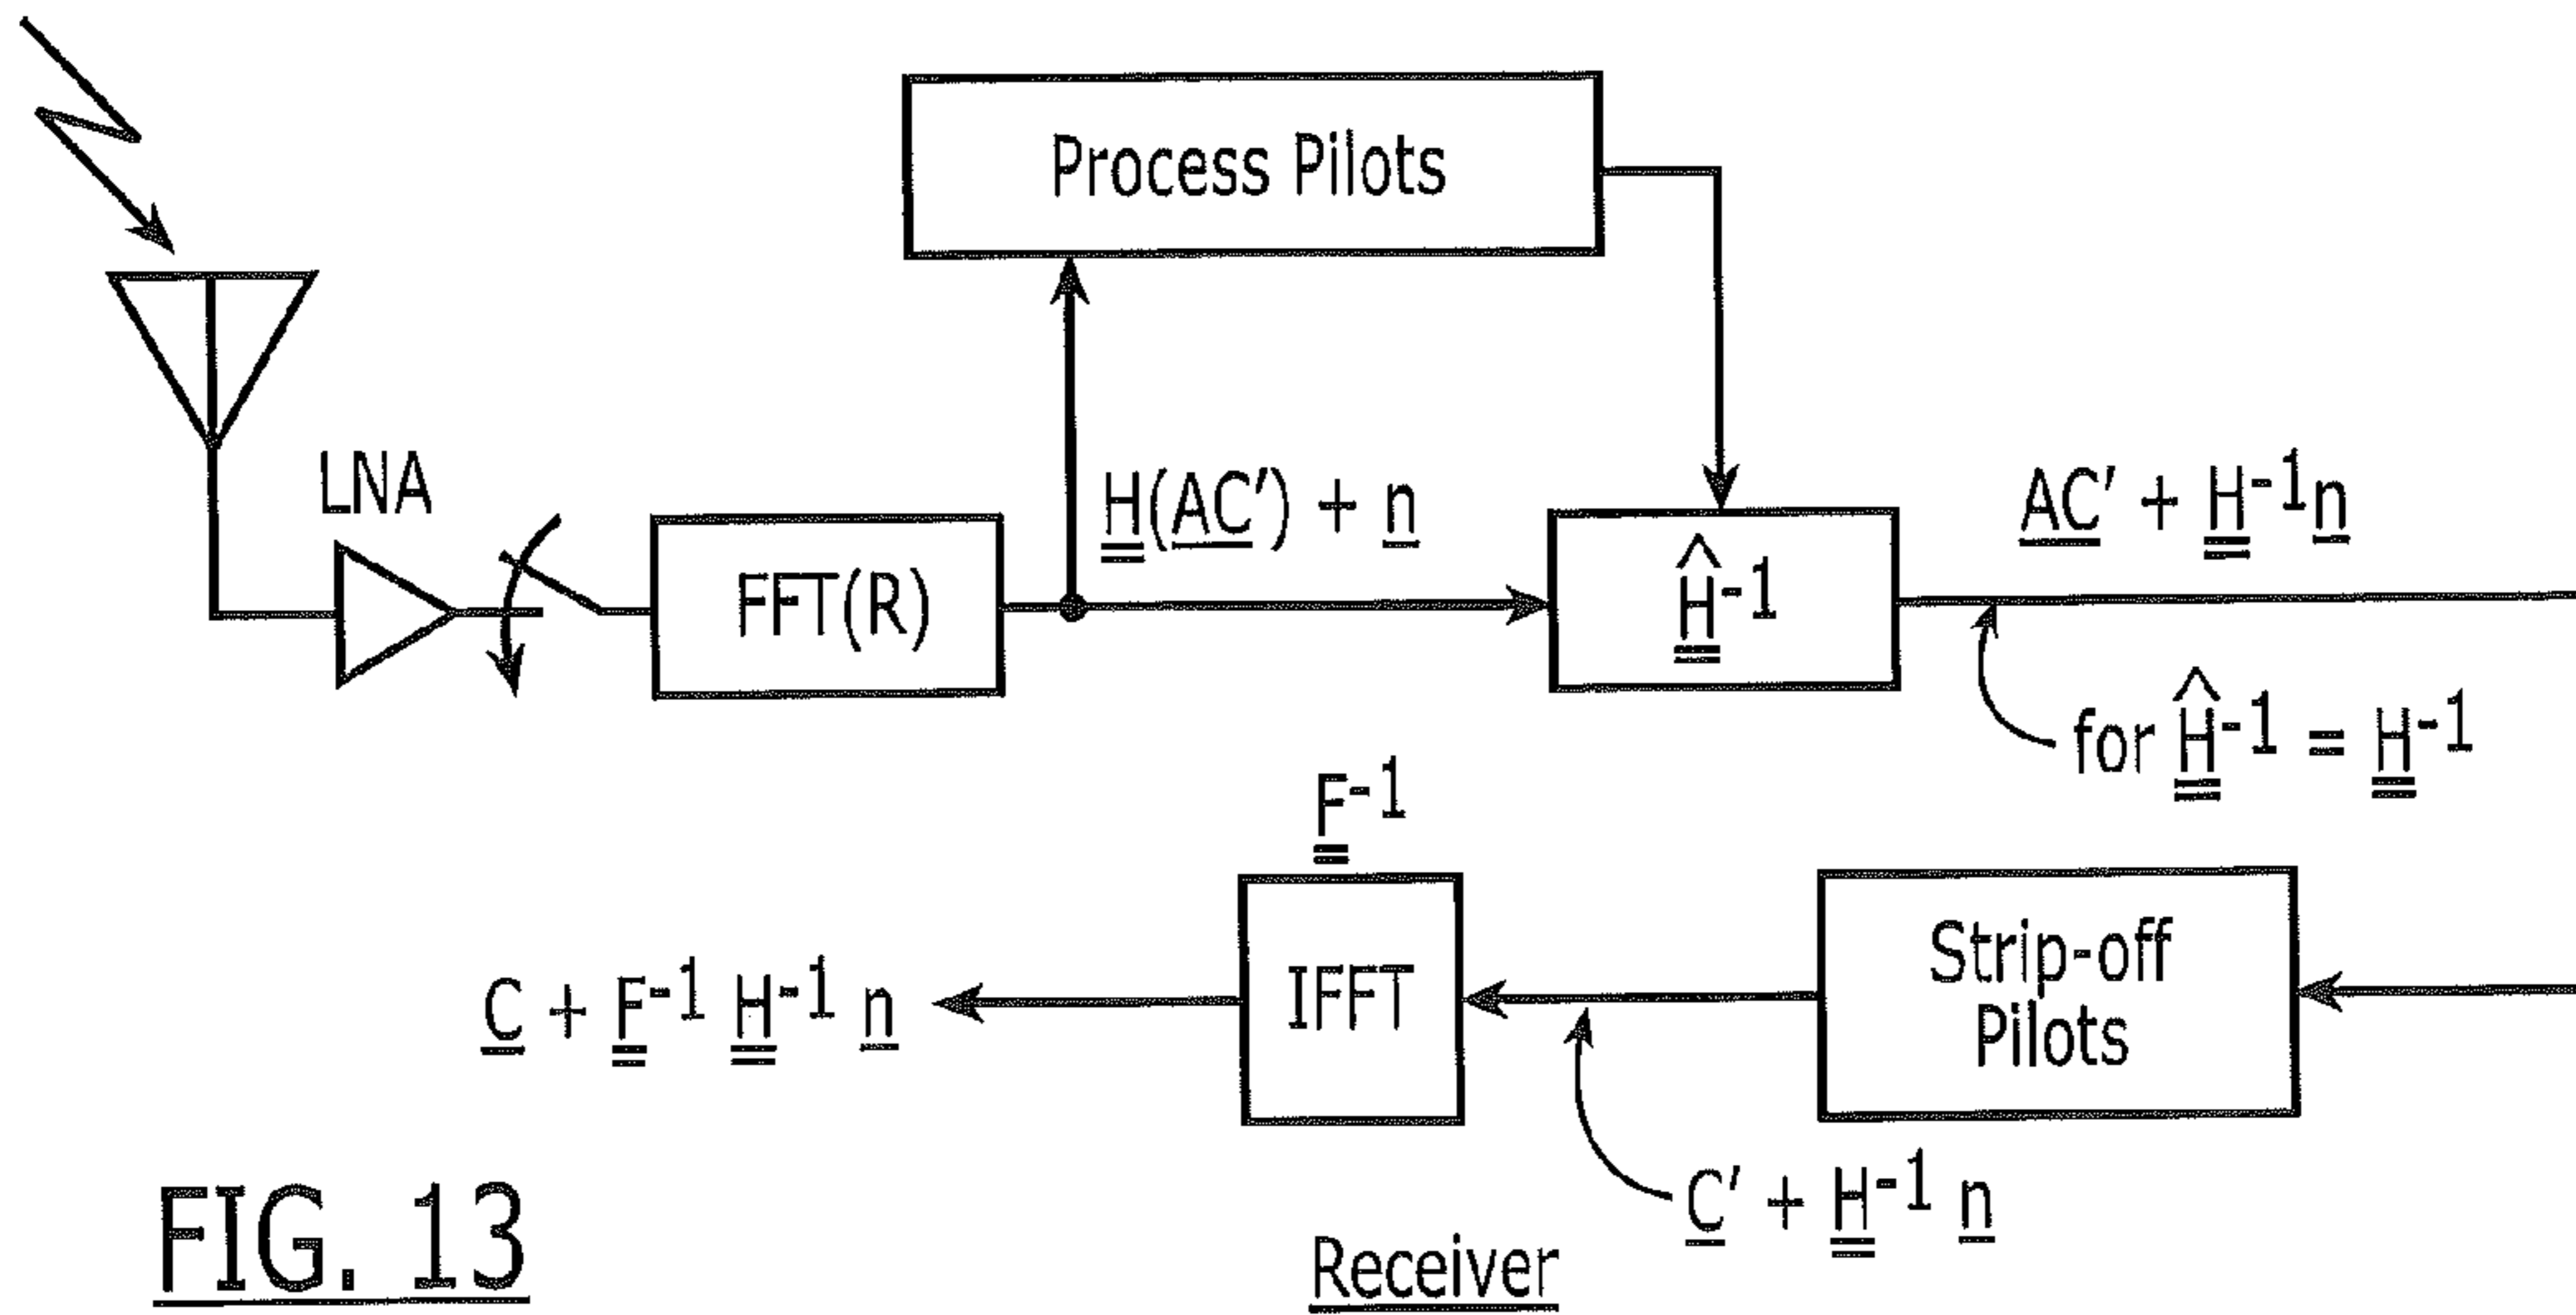 Process Pilots
LNA
FFT(R)
H(AC′) + n
Ĥ⁻¹
AC′ + H⁻¹n
for Ĥ⁻¹ = H⁻¹
F⁻¹
IFFT
Strip-off
Pilots
C + F⁻¹ H⁻¹ n
C′ + H⁻¹ n
FIG. 13
Receiver